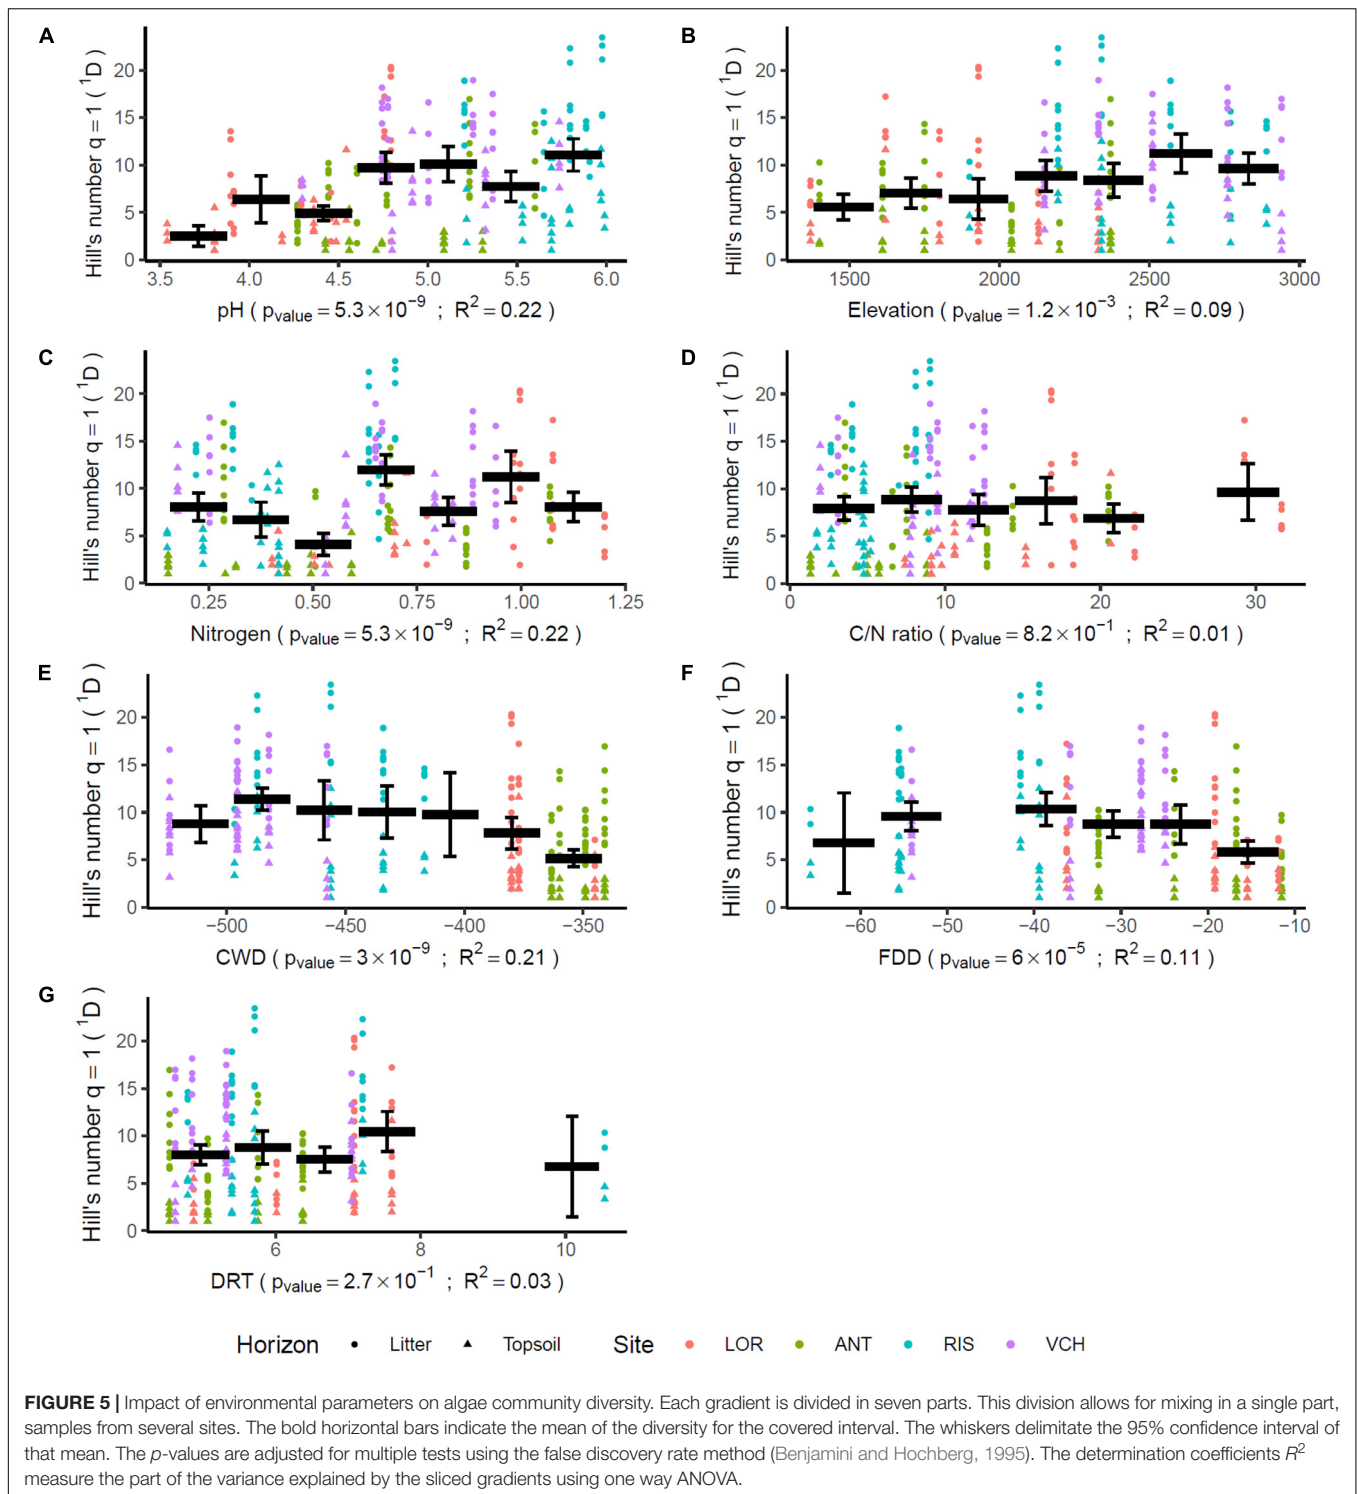 A
Hill's number q = 1 ( ¹D )
20
15
10
5
0
3.5 4.0 4.5 5.0 5.5 6.0
pH ( pvalue = 5.3 × 10⁻⁹ ; R² = 0.22 )
B
Hill's number q = 1 ( ¹D )
20
15
10
5
0
1500 2000 2500 3000
Elevation ( pvalue = 1.2 × 10⁻³ ; R² = 0.09 )
C
Hill's number q = 1 ( ¹D )
20
15
10
5
0
0.25 0.50 0.75 1.00 1.25
Nitrogen ( pvalue = 5.3 × 10⁻⁹ ; R² = 0.22 )
D
Hill's number q = 1 ( ¹D )
20
15
10
5
0
0 10 20 30
C/N ratio ( pvalue = 8.2 × 10⁻¹ ; R² = 0.01 )
E
Hill's number q = 1 ( ¹D )
20
15
10
5
0
−500 −450 −400 −350
CWD ( pvalue = 3 × 10⁻⁹ ; R² = 0.21 )
F
Hill's number q = 1 ( ¹D )
20
15
10
5
0
−60 −50 −40 −30 −20 −10
FDD ( pvalue = 6 × 10⁻⁵ ; R² = 0.11 )
G
Hill's number q = 1 ( ¹D )
20
15
10
5
0
6 8 10
DRT ( pvalue = 2.7 × 10⁻¹ ; R² = 0.03 )
Horizon Litter Topsoil Site LOR ANT RIS VCH
FIGURE 5 | Impact of environmental parameters on algae community diversity. Each gradient is divided in seven parts. This division allows for mixing in a single part,
samples from several sites. The bold horizontal bars indicate the mean of the diversity for the covered interval. The whiskers delimitate the 95% confidence interval of
that mean. The p-values are adjusted for multiple tests using the false discovery rate method (Benjamini and Hochberg, 1995). The determination coefficients R²
measure the part of the variance explained by the sliced gradients using one way ANOVA.